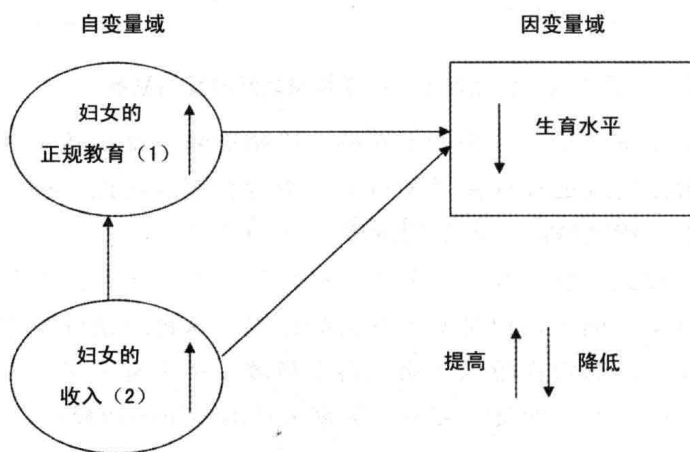 自变量域
因变量域
妇女的
正规教育（1）
生育水平
妇女的
收入（2）
提高
降低